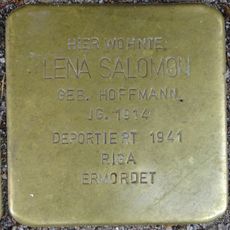 HIER WOHNTE
LENA SALOMON
GEB. HOFFMANN
JG. 1914
DEPORTIERT 1941
RIGA
ERMORDET